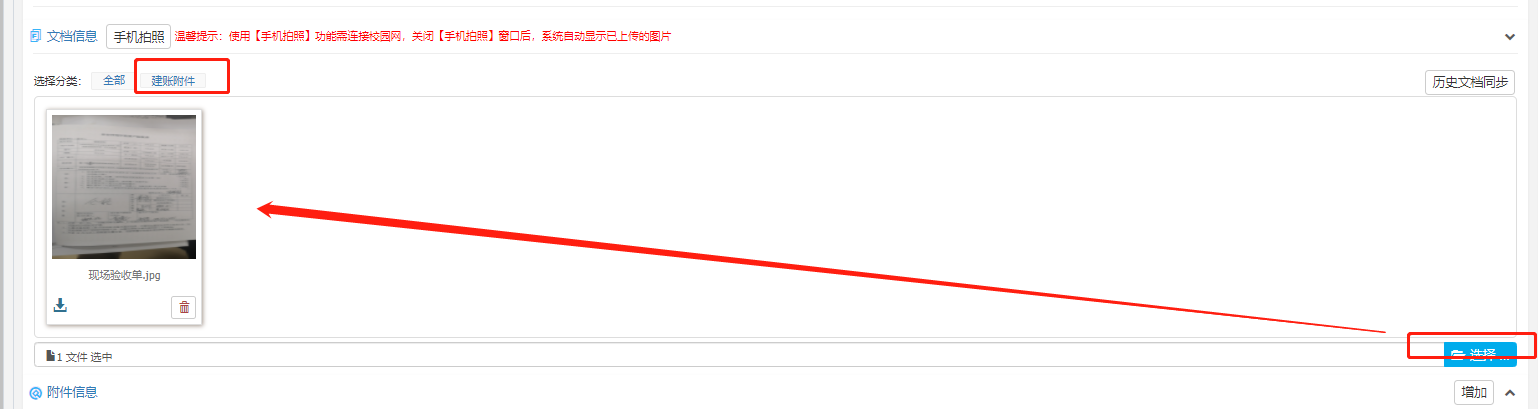 文档信息 手机拍照 温馨提示：使用【手机拍照】功能需连接校园网，关闭【手机拍照】窗口后，系统自动显示已上传的图片
选择分类： 全部 建账附件 历史文档同步
现场验收单.jpg
1 文件 选中 选择 ...
附件信息 增加